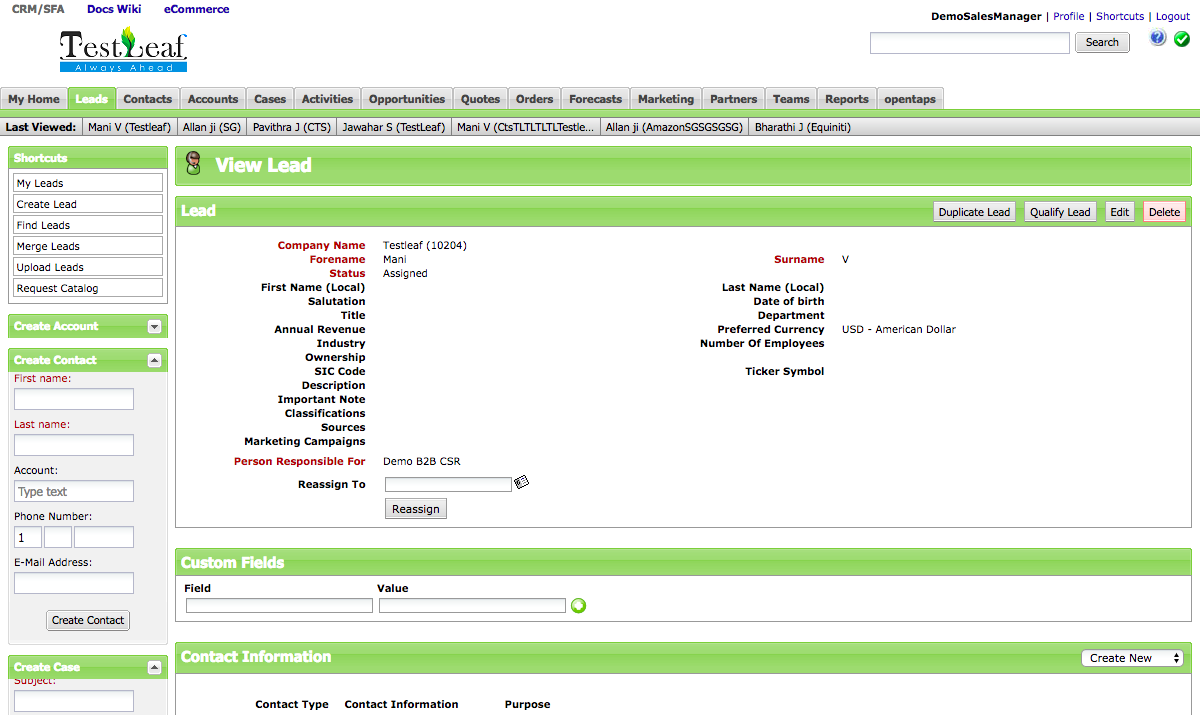 CRM/SFA Docs Wiki eCommerce
DemoSalesManager | Profile | Shortcuts | Logout
TestLeaf
Always Ahead
Search
?
My Home Leads Contacts Accounts Cases Activities Opportunities Quotes Orders Forecasts Marketing Partners Teams Reports opentaps
Last Viewed: Mani V (Testleaf) Allan ji (SG) Pavithra J (CTS) Jawahar S (TestLeaf) Mani V (CtsTLTLTLTLTestle... Allan ji (AmazonSGSGSGSG) Bharathi J (Equiniti)
Shortcuts
My Leads
Create Lead
Find Leads
Merge Leads
Upload Leads
Request Catalog
Create Account
Create Contact
First name:
Last name:
Account:
Type text
Phone Number:
1
E-Mail Address:
Create Contact
Create Case
Subject:
View Lead
Lead Duplicate Lead Qualify Lead Edit Delete
Company Name Testleaf (10204)
Forename Mani Surname V
Status Assigned
First Name (Local) Last Name (Local)
Salutation Date of birth
Title Department
Annual Revenue Preferred Currency USD - American Dollar
Industry Number Of Employees
Ownership
SIC Code Ticker Symbol
Description
Important Note
Classifications
Sources
Marketing Campaigns
Person Responsible For Demo B2B CSR
Reassign To
Reassign
Custom Fields
Field Value
Contact Information Create New
Contact Type Contact Information Purpose